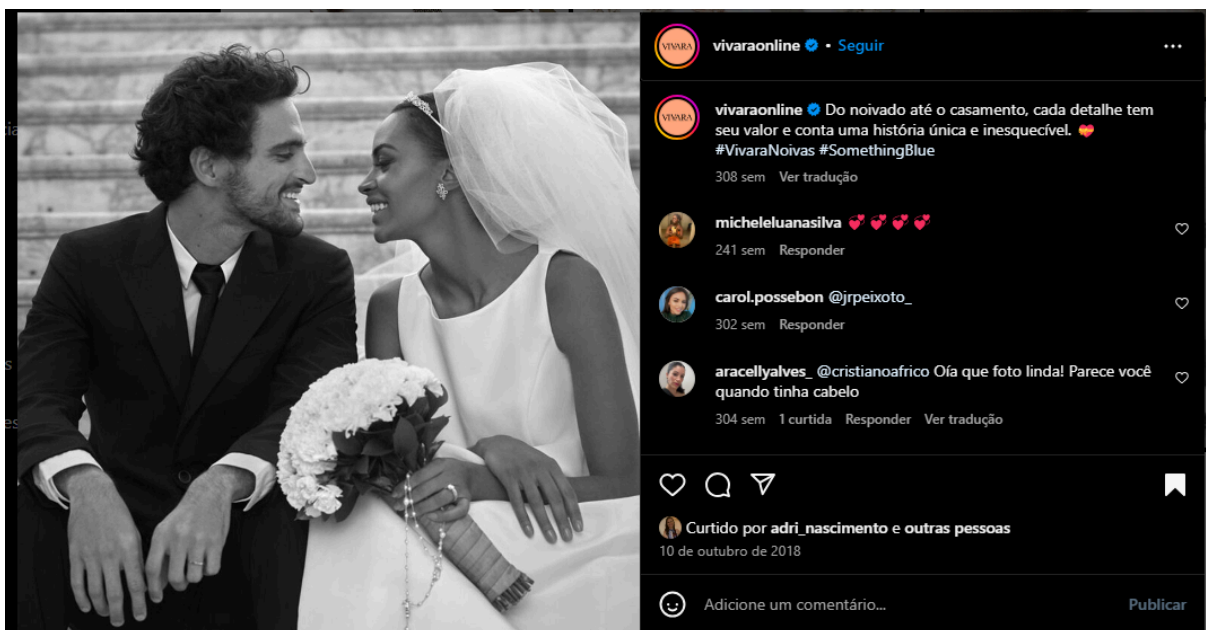 VIVARA
vivaraonline • Seguir
VIVARA
vivaraonline Do noivado até o casamento, cada detalhe tem
seu valor e conta uma história única e inesquecível. 💝
#VivaraNoivas #SomethingBlue
308 sem Ver tradução
micheleluanasilva 💞 💞 💞 💞
241 sem Responder
carol.possebon @jrpeixoto_
302 sem Responder
aracellyalves_ @cristianoafrico Oía que foto linda! Parece você
quando tinha cabelo
304 sem 1 curtida Responder Ver tradução
Curtido por adri_nascimento e outras pessoas
10 de outubro de 2018
Adicione um comentário... Publicar